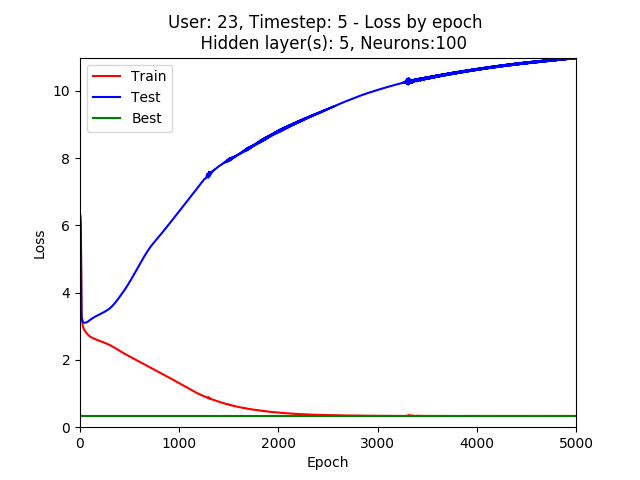 User: 23, Timestep: 5 - Loss by epoch
Hidden layer(s): 5, Neurons:100
Train
Test
Best
Loss
10
8
6
4
2
0
0 1000 2000 3000 4000 5000
Epoch